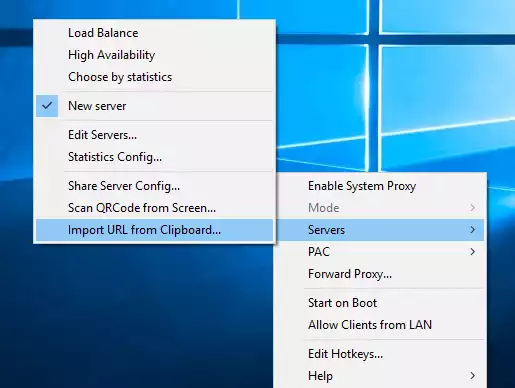 Load Balance
High Availability
Choose by statistics
New server
Edit Servers...
Statistics Config...
Share Server Config...
Scan QRCode from Screen...
Import URL from Clipboard...
Enable System Proxy
Mode
Servers
PAC
Forward Proxy...
Start on Boot
Allow Clients from LAN
Edit Hotkeys...
Help